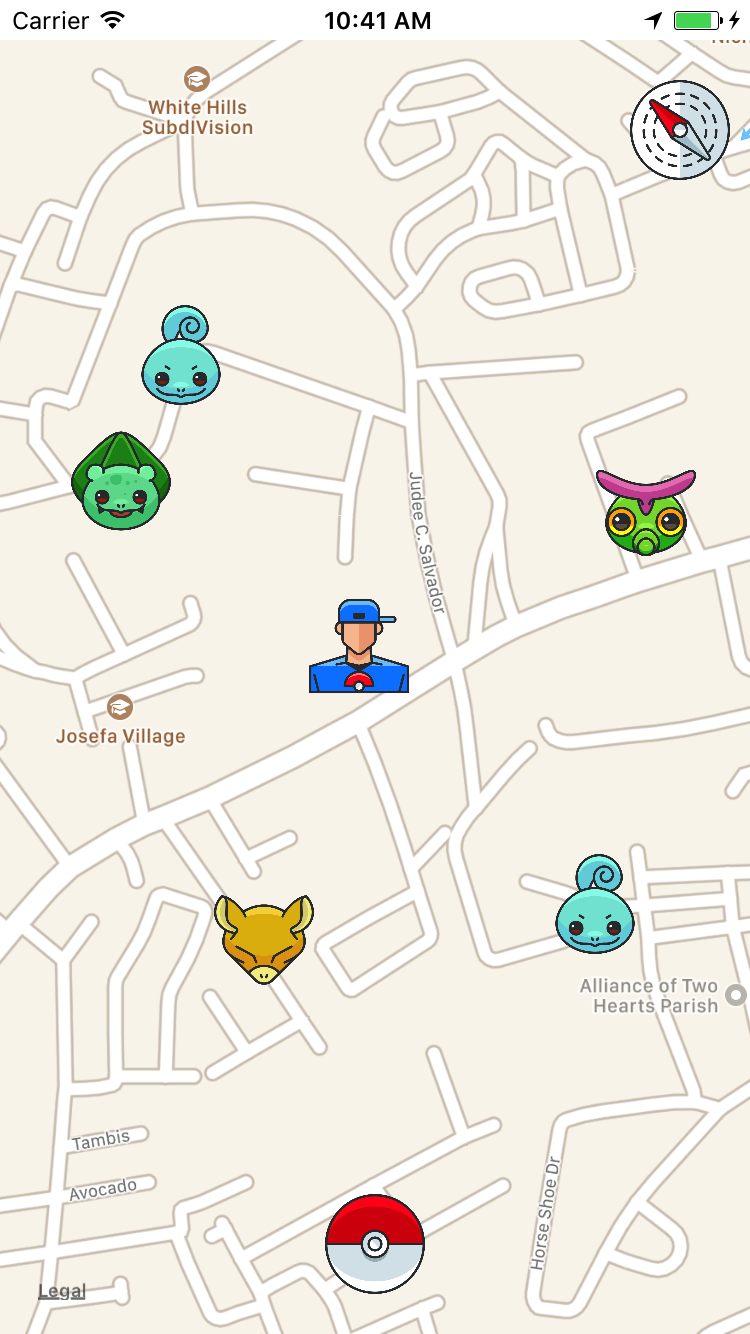 Carrier 10:41 AM
White Hills
SubdIVision
Judee C. Salvador
Josefa Village
Alliance of Two
Hearts Parish
Tambis
Avocado
Horse Shoe Dr
Legal